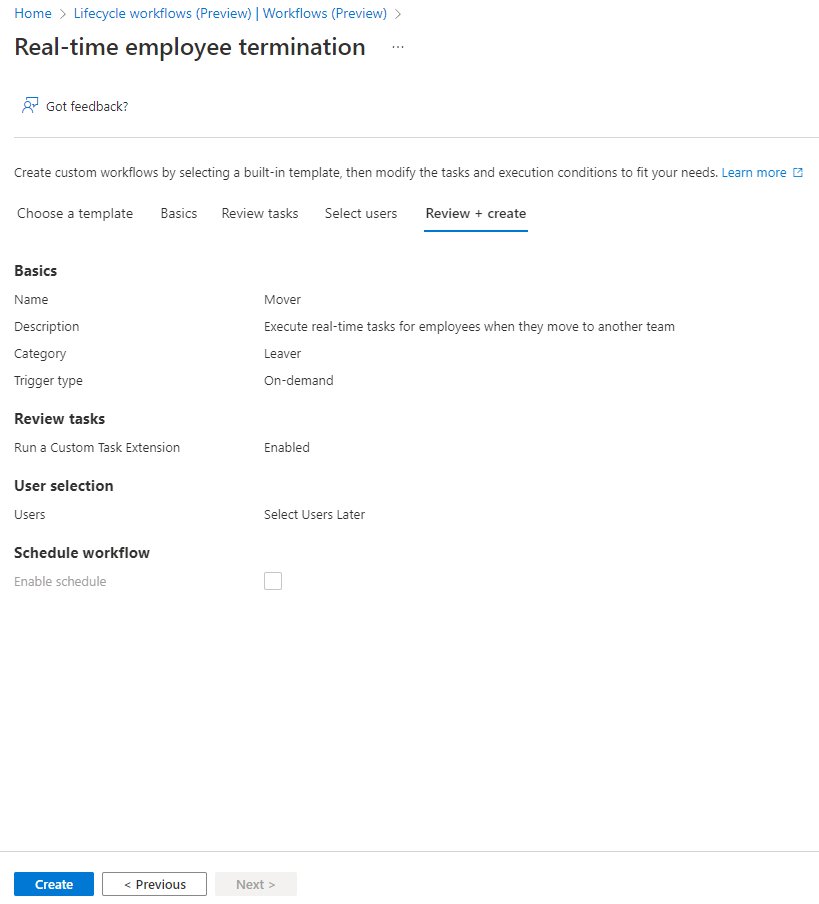 Home > Lifecycle workflows (Preview) | Workflows (Preview) >
Real-time employee termination ...
Got feedback?
Create custom workflows by selecting a built-in template, then modify the tasks and execution conditions to fit your needs. Learn more
Choose a template Basics Review tasks Select users Review + create
Basics
Name Mover
Description Execute real-time tasks for employees when they move to another team
Category Leaver
Trigger type On-demand
Review tasks
Run a Custom Task Extension Enabled
User selection
Users Select Users Later
Schedule workflow
Enable schedule
Create < Previous Next >